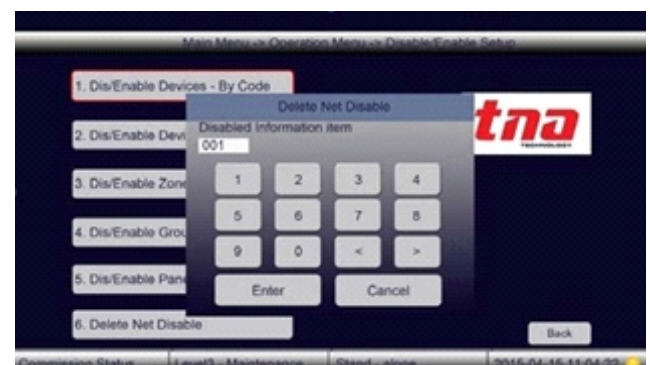 Main Menu -> Operation Menu -> Disable/Enable Setup
1. Dis/Enable Devices - By Code
Delete Net Disable
2. Dis/Enable Devi
Disabled Information item
001
tna
TECHNOLOGY
3. Dis/Enable Zone
1 2 3 4
5 6 7 8
4. Dis/Enable Grou
9 0 < >
5. Dis/Enable Pane
Enter Cancel
6. Delete Net Disable
Back
Commission Status Level3 - Maintenance Stand - alone 2015-04-16 11:04:22